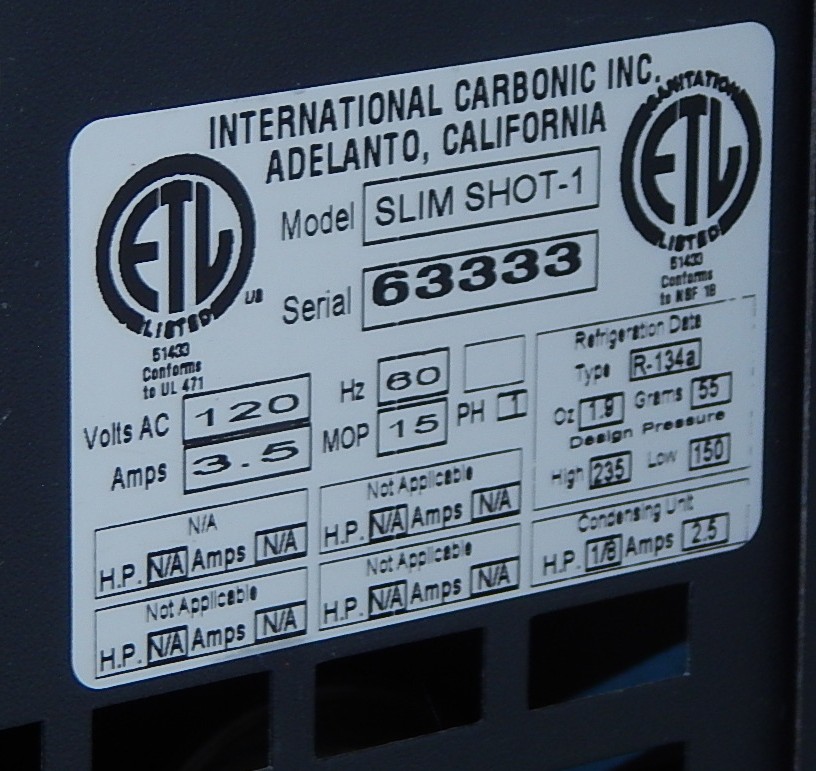 INTERNATIONAL CARBONIC INC.
ADELANTO, CALIFORNIA
ETL
LISTED
US
51433
Conforms
to UL 471
SANITATION
ETL
LISTED
51433
Conforms
to NSF 18
Model SLIM SHOT-1
Serial 63333
Volts AC 120
Amps 3.5
Hz 60
MOP 15 PH 1
Refrigeration Data
Type R-134a
Oz 1.9 Grams 55
Design Pressure
High 235 Low 150
N/A
H.P. N/A Amps N/A
Not Applicable
H.P. N/A Amps N/A
Condensing Unit
H.P. 1/8 Amps 2.5
Not Applicable
H.P. N/A Amps N/A
Not Applicable
H.P. N/A Amps N/A